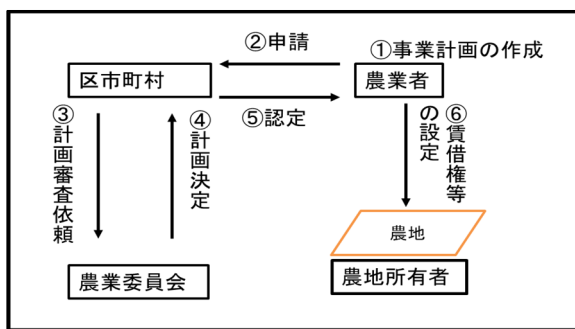 ②申請
①事業計画の作成
区市町村
農業者
⑤認定
③計画審査依頼
④計画決定
⑥賃借権等
の設定
農地
農業委員会
農地所有者